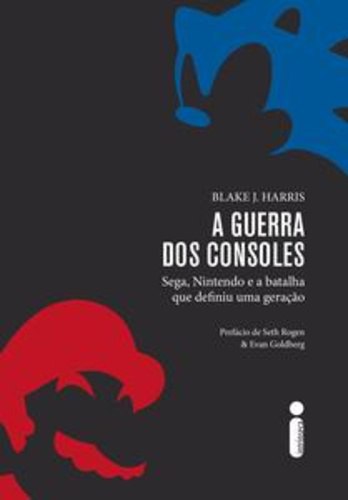 BLAKE J. HARRIS
A GUERRA
DOS CONSOLES
Sega, Nintendo e a batalha
que definiu uma geração
Prefácio de Seth Rogen
& Evan Goldberg
intrínseca